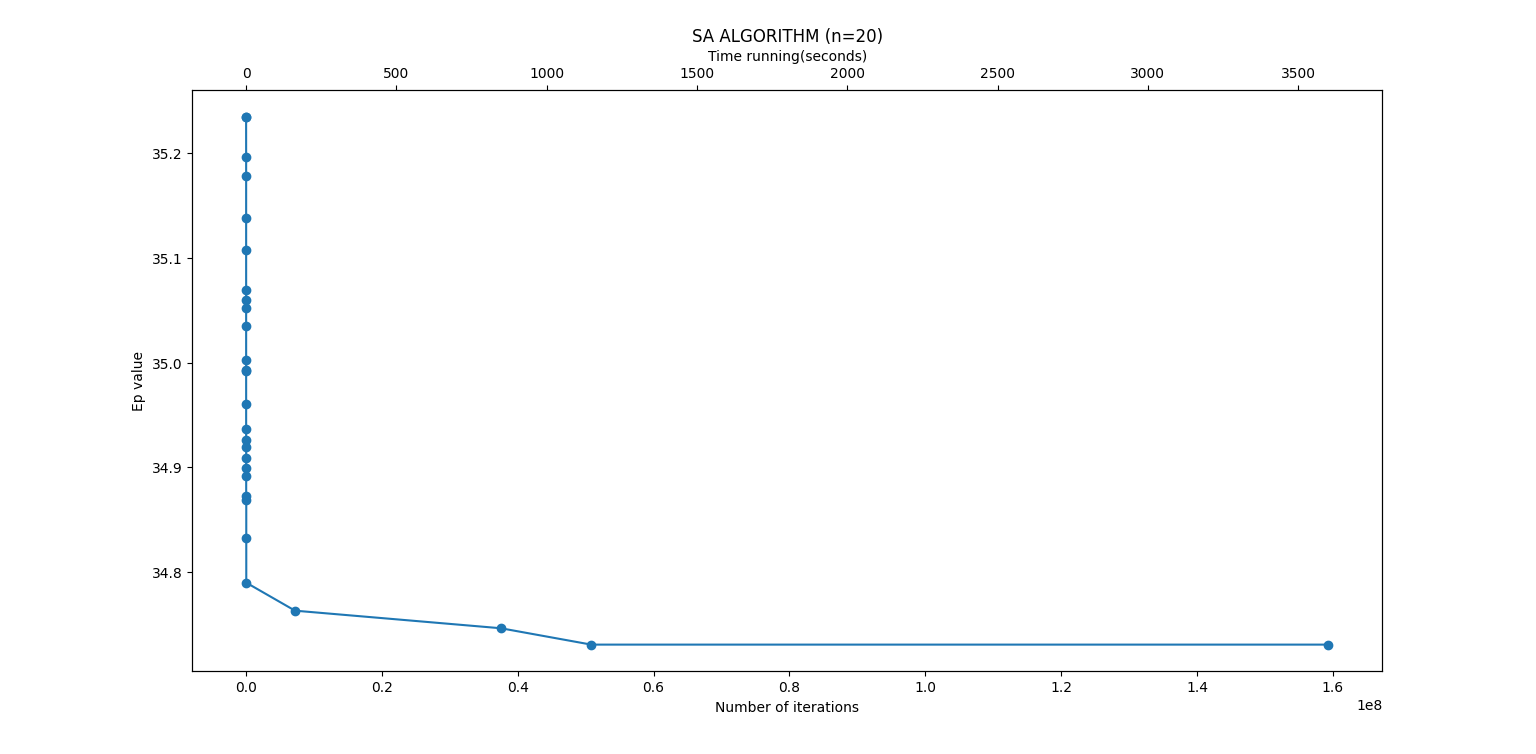 SA ALGORITHM (n=20)
Time running(seconds)
0 500 1000 1500 2000 2500 3000 3500
35.2
35.1
35.0
34.9
34.8
Ep value
0.0 0.2 0.4 0.6 0.8 1.0 1.2 1.4 1.6
1e8
Number of iterations